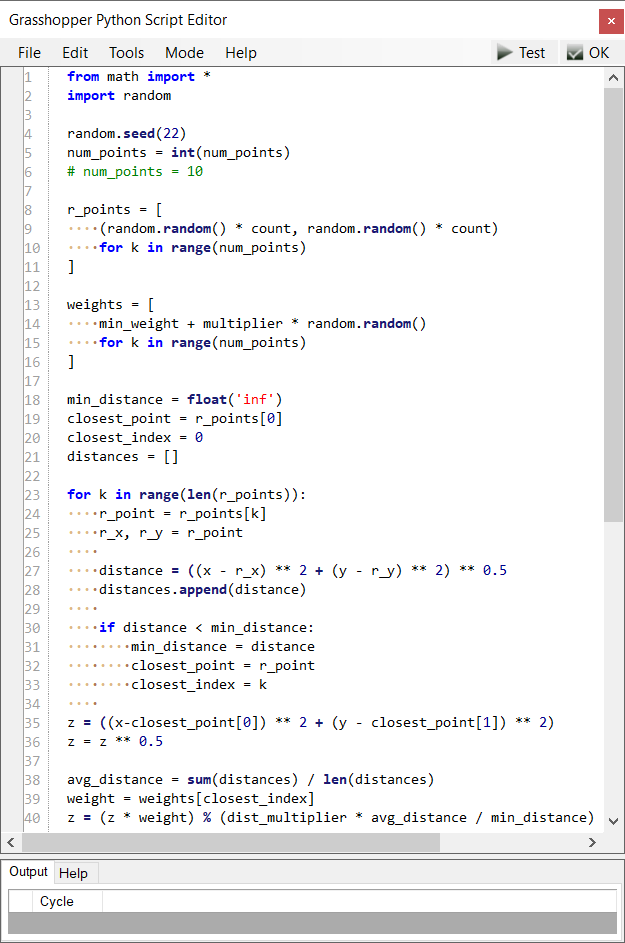 Grasshopper Python Script Editor
File Edit Tools Mode Help Test OK
1 from math import *
2 import random
3
4 random.seed(22)
5 num_points = int(num_points)
6 # num_points = 10
7
8 r_points = [
9 ····(random.random() * count, random.random() * count)
10 ····for k in range(num_points)
11 ]
12
13 weights = [
14 ····min_weight + multiplier * random.random()
15 ····for k in range(num_points)
16 ]
17
18 min_distance = float('inf')
19 closest_point = r_points[0]
20 closest_index = 0
21 distances = []
22
23 for k in range(len(r_points)):
24 ····r_point = r_points[k]
25 ····r_x, r_y = r_point
26 ····
27 ····distance = ((x - r_x) ** 2 + (y - r_y) ** 2) ** 0.5
28 ····distances.append(distance)
29 ····
30 ····if distance < min_distance:
31 ········min_distance = distance
32 ········closest_point = r_point
33 ········closest_index = k
34 ····
35 z = ((x-closest_point[0]) ** 2 + (y - closest_point[1]) ** 2)
36 z = z ** 0.5
37
38 avg_distance = sum(distances) / len(distances)
39 weight = weights[closest_index]
40 z = (z * weight) % (dist_multiplier * avg_distance / min_distance)
Output Help
Cycle